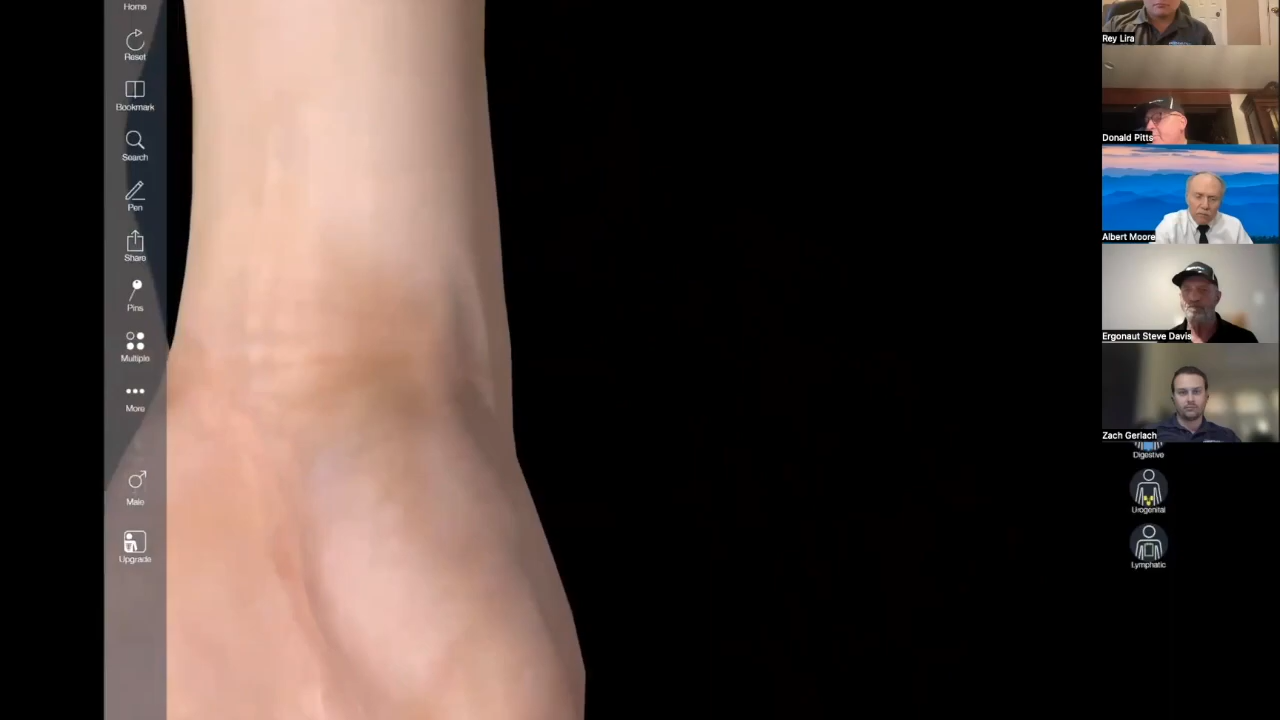 Home
Reset
Bookmark
Search
Pen
Share
Pins
Multiple
More
Male
Upgrade
Rey Lira
Donald Pitts
Albert Moore
Ergonaut Steve Davis
Zach Gerlach
Digestive
Urogenital
Lymphatic